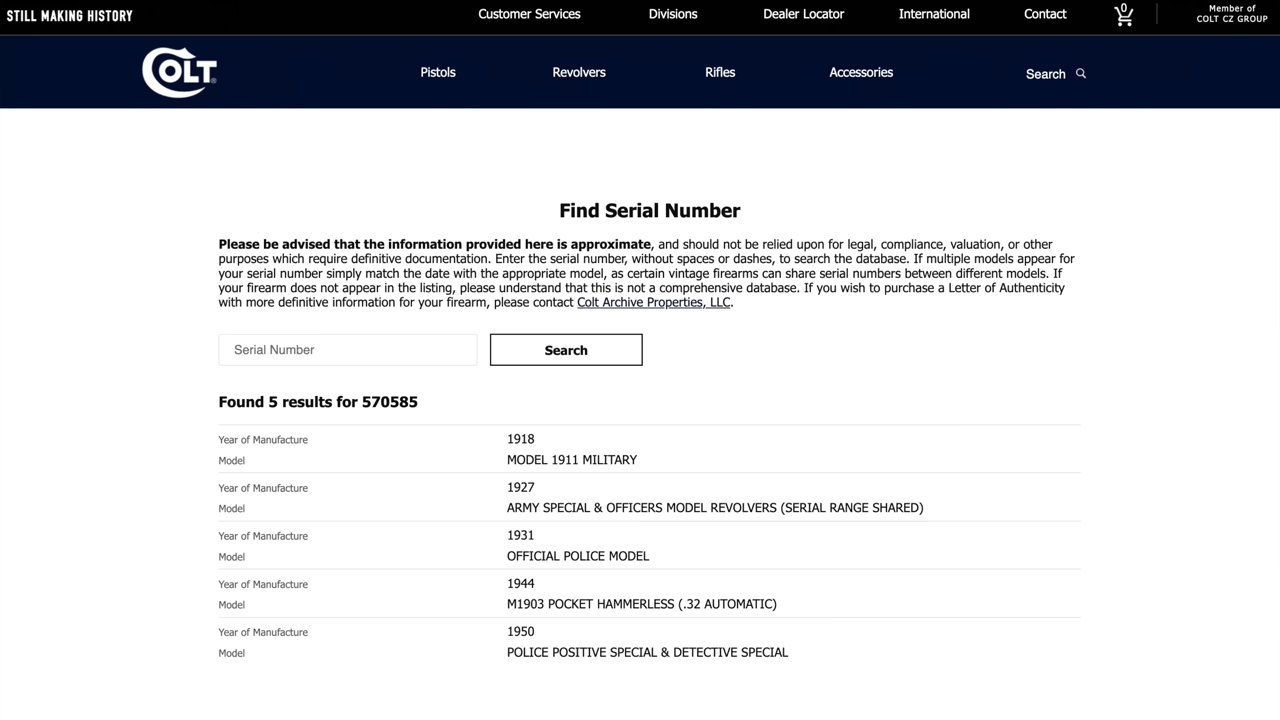 STILL MAKING HISTORY
Customer Services
Divisions
Dealer Locator
International
Contact
0
Member of
COLT CZ GROUP
COLT®
Pistols
Revolvers
Rifles
Accessories
Search
Find Serial Number
Please be advised that the information provided here is approximate, and should not be relied upon for legal, compliance, valuation, or other
purposes which require definitive documentation. Enter the serial number, without spaces or dashes, to search the database. If multiple models appear for
your serial number simply match the date with the appropriate model, as certain vintage firearms can share serial numbers between different models. If
your firearm does not appear in the listing, please understand that this is not a comprehensive database. If you wish to purchase a Letter of Authenticity
with more definitive information for your firearm, please contact Colt Archive Properties, LLC.
Serial Number
Search
Found 5 results for 570585
Year of Manufacture 1918
Model MODEL 1911 MILITARY
Year of Manufacture 1927
Model ARMY SPECIAL & OFFICERS MODEL REVOLVERS (SERIAL RANGE SHARED)
Year of Manufacture 1931
Model OFFICIAL POLICE MODEL
Year of Manufacture 1944
Model M1903 POCKET HAMMERLESS (.32 AUTOMATIC)
Year of Manufacture 1950
Model POLICE POSITIVE SPECIAL & DETECTIVE SPECIAL